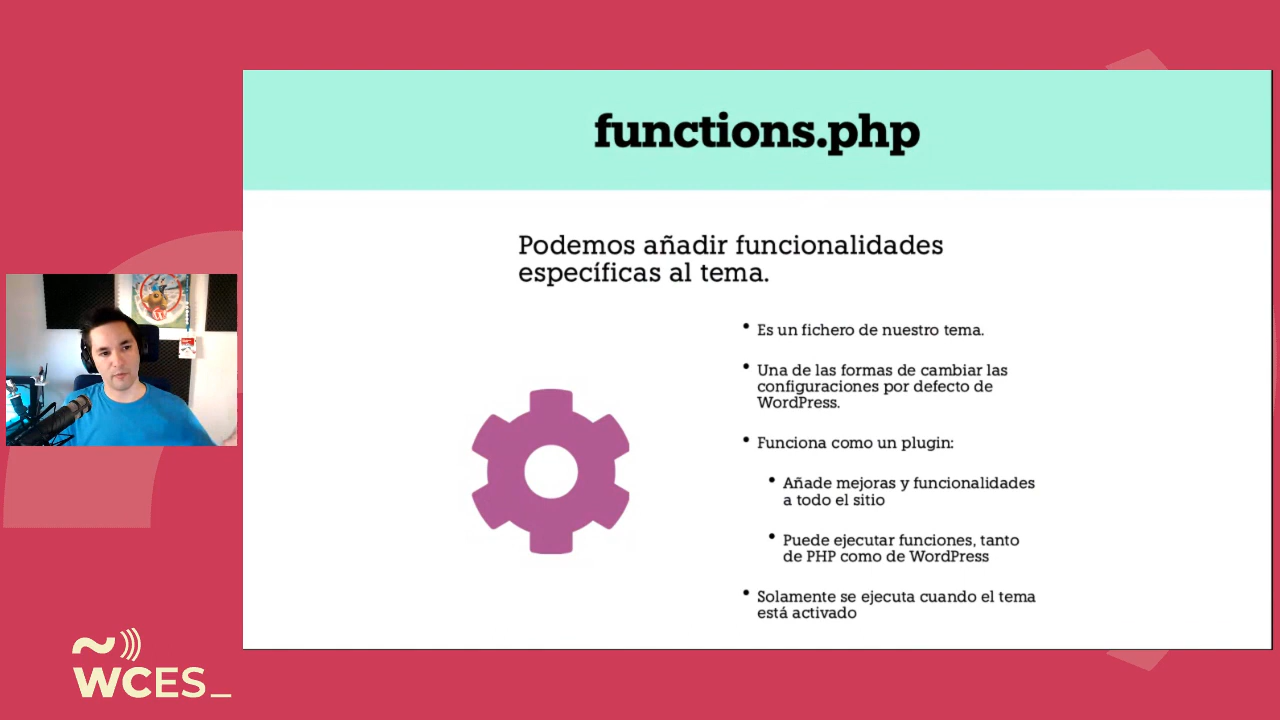 functions.php
Podemos añadir funcionalidades
específicas al tema.
• Es un fichero de nuestro tema.
• Una de las formas de cambiar las
configuraciones por defecto de
WordPress.
• Funciona como un plugin:
• Añade mejoras y funcionalidades
a todo el sitio
• Puede ejecutar funciones, tanto
de PHP como de WordPress
• Solamente se ejecuta cuando el tema
está activado
WCES_